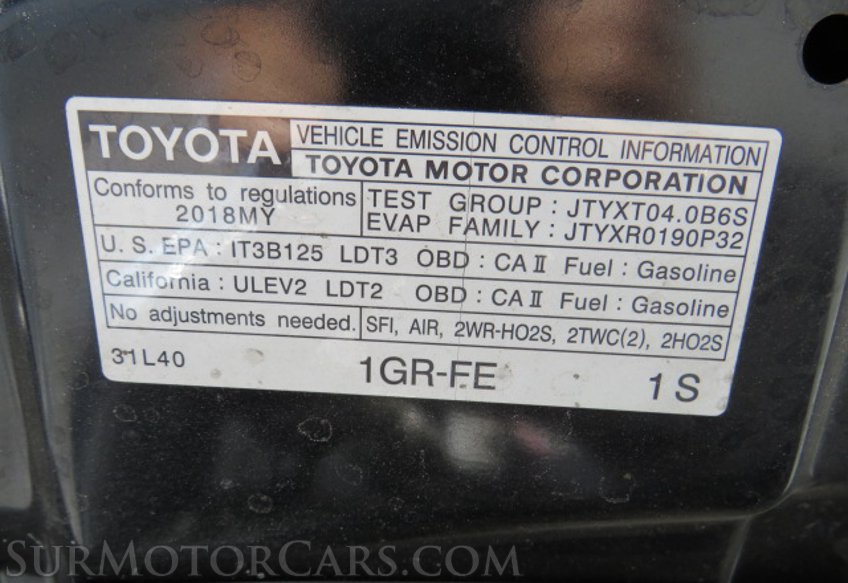 TOYOTA
VEHICLE EMISSION CONTROL INFORMATION
TOYOTA MOTOR CORPORATION
Conforms to regulations
2018MY
TEST GROUP : JTYXT04.0B6S
EVAP FAMILY : JTYXR0190P32
U. S. EPA : IT3B125 LDT3 OBD : CA II Fuel : Gasoline
California : ULEV2 LDT2 OBD : CA II Fuel : Gasoline
No adjustments needed.
SFI, AIR, 2WR-HO2S, 2TWC(2), 2HO2S
31L40
1GR-FE
1 S
SurMotorCars.com